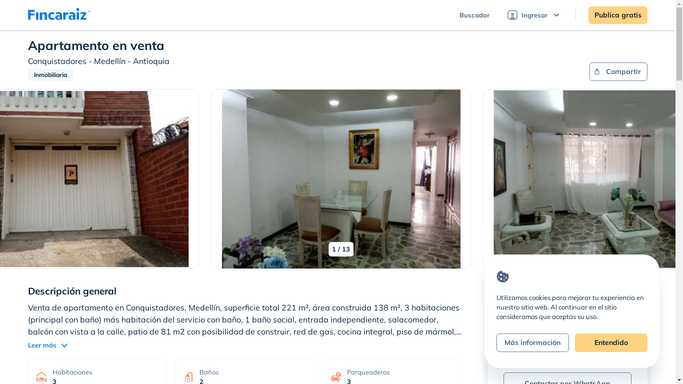 Fincaraiz
Buscador
Ingresar
Publica gratis
Apartamento en venta
Conquistadores - Medellín - Antioquia
Inmobiliaria
Compartir
P
1 / 13
Descripción general
Venta de apartamento en Conquistadores, Medellín, superficie total 221 m², área construida 138 m², 3 habitaciones
(principal con baño) más habitación del servicio con baño, 1 baño social, entrada independiente, salacomedor,
balcón con vista a la calle, patio de 81 m2 con posibilidad de construir, red de gas, cocina integral, piso de mármol,...
Leer más
Habitaciones
3
Baños
2
Parqueaderos
3
Utilizamos cookies para mejorar tu experiencia en
nuestro sitio web. Al continuar en el sitio
consideramos que aceptas su uso.
Más información
Entendido
Contactar por WhatsApp